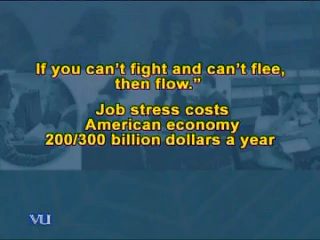 If you can't fight and can't flee,
then flow.”
Job stress costs
American economy
200/300 billion dollars a year
VU